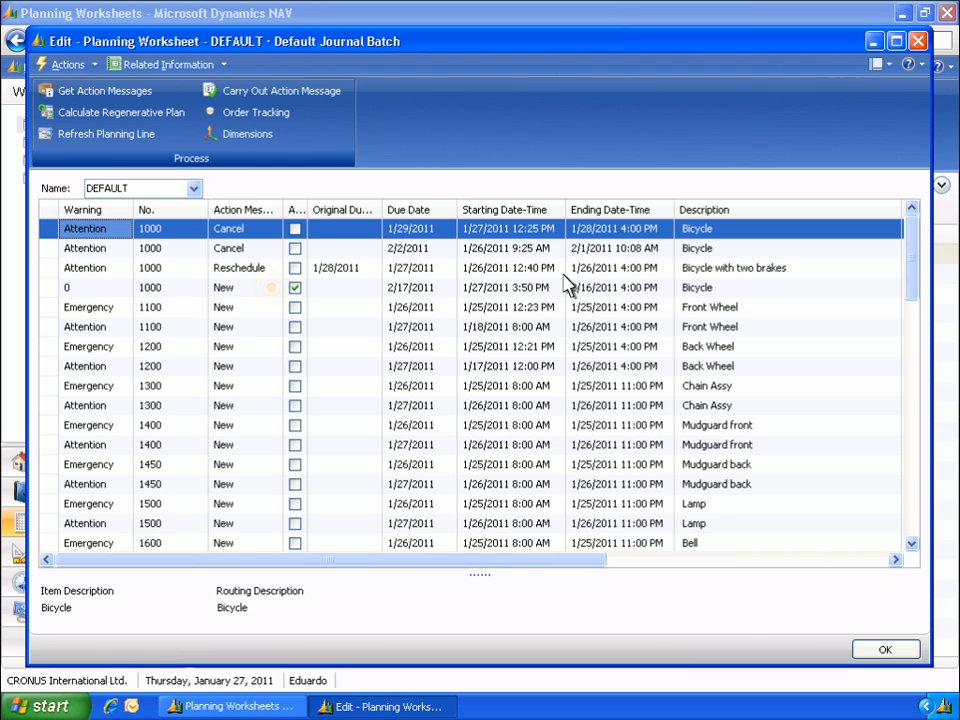 Planning Worksheets - Microsoft Dynamics NAV
Edit - Planning Worksheet - DEFAULT · Default Journal Batch
Actions Related Information
Get Action Messages Carry Out Action Message
Calculate Regenerative Plan Order Tracking
Refresh Planning Line Dimensions
Process
Name: DEFAULT
Warning No. Action Mes... A... Original Du... Due Date Starting Date-Time Ending Date-Time Description
Attention 1000 Cancel 1/29/2011 1/27/2011 12:25 PM 1/28/2011 4:00 PM Bicycle
Attention 1000 Cancel 2/2/2011 1/26/2011 9:25 AM 2/1/2011 10:08 AM Bicycle
Attention 1000 Reschedule 1/28/2011 1/27/2011 1/26/2011 12:40 PM 1/26/2011 4:00 PM Bicycle with two brakes
0 1000 New 2/17/2011 1/27/2011 3:50 PM 2/16/2011 4:00 PM Bicycle
Emergency 1100 New 1/26/2011 1/25/2011 12:23 PM 1/25/2011 4:00 PM Front Wheel
Attention 1100 New 1/27/2011 1/18/2011 8:00 AM 1/26/2011 4:00 PM Front Wheel
Emergency 1200 New 1/26/2011 1/25/2011 12:21 PM 1/25/2011 4:00 PM Back Wheel
Attention 1200 New 1/27/2011 1/17/2011 12:00 PM 1/26/2011 4:00 PM Back Wheel
Emergency 1300 New 1/26/2011 1/25/2011 8:00 AM 1/25/2011 11:00 PM Chain Assy
Attention 1300 New 1/27/2011 1/26/2011 8:00 AM 1/26/2011 11:00 PM Chain Assy
Emergency 1400 New 1/26/2011 1/25/2011 8:00 AM 1/25/2011 11:00 PM Mudguard front
Attention 1400 New 1/27/2011 1/26/2011 8:00 AM 1/26/2011 11:00 PM Mudguard front
Emergency 1450 New 1/26/2011 1/25/2011 8:00 AM 1/25/2011 11:00 PM Mudguard back
Attention 1450 New 1/27/2011 1/26/2011 8:00 AM 1/26/2011 11:00 PM Mudguard back
Emergency 1500 New 1/26/2011 1/25/2011 8:00 AM 1/25/2011 11:00 PM Lamp
Attention 1500 New 1/27/2011 1/26/2011 8:00 AM 1/26/2011 11:00 PM Lamp
Emergency 1600 New 1/26/2011 1/25/2011 8:00 AM 1/25/2011 11:00 PM Bell
Item Description Routing Description
Bicycle Bicycle
OK
CRONUS International Ltd. Thursday, January 27, 2011 Eduardo
start Planning Worksheets ... Edit - Planning Works...